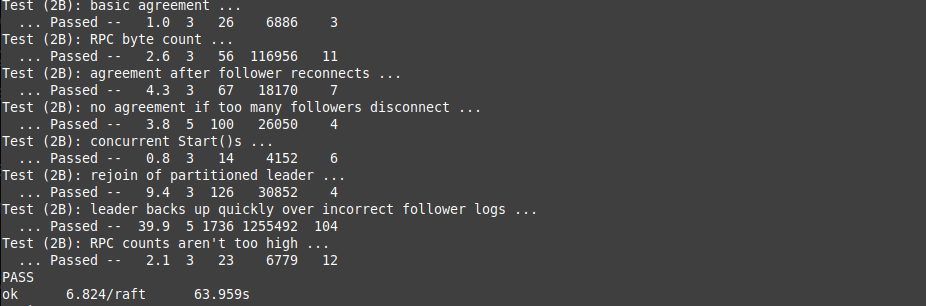 Test (2B): basic agreement ...
  ... Passed --   1.0  3   26    6886    3
Test (2B): RPC byte count ...
  ... Passed --   2.6  3   56  116956   11
Test (2B): agreement after follower reconnects ...
  ... Passed --   4.3  3   67   18170    7
Test (2B): no agreement if too many followers disconnect ...
  ... Passed --   3.8  5  100   26050    4
Test (2B): concurrent Start()s ...
  ... Passed --   0.8  3   14    4152    6
Test (2B): rejoin of partitioned leader ...
  ... Passed --   9.4  3  126   30852    4
Test (2B): leader backs up quickly over incorrect follower logs ...
  ... Passed --  39.9  5 1736 1255492  104
Test (2B): RPC counts aren't too high ...
  ... Passed --   2.1  3   23    6779   12
PASS
ok      6.824/raft      63.959s